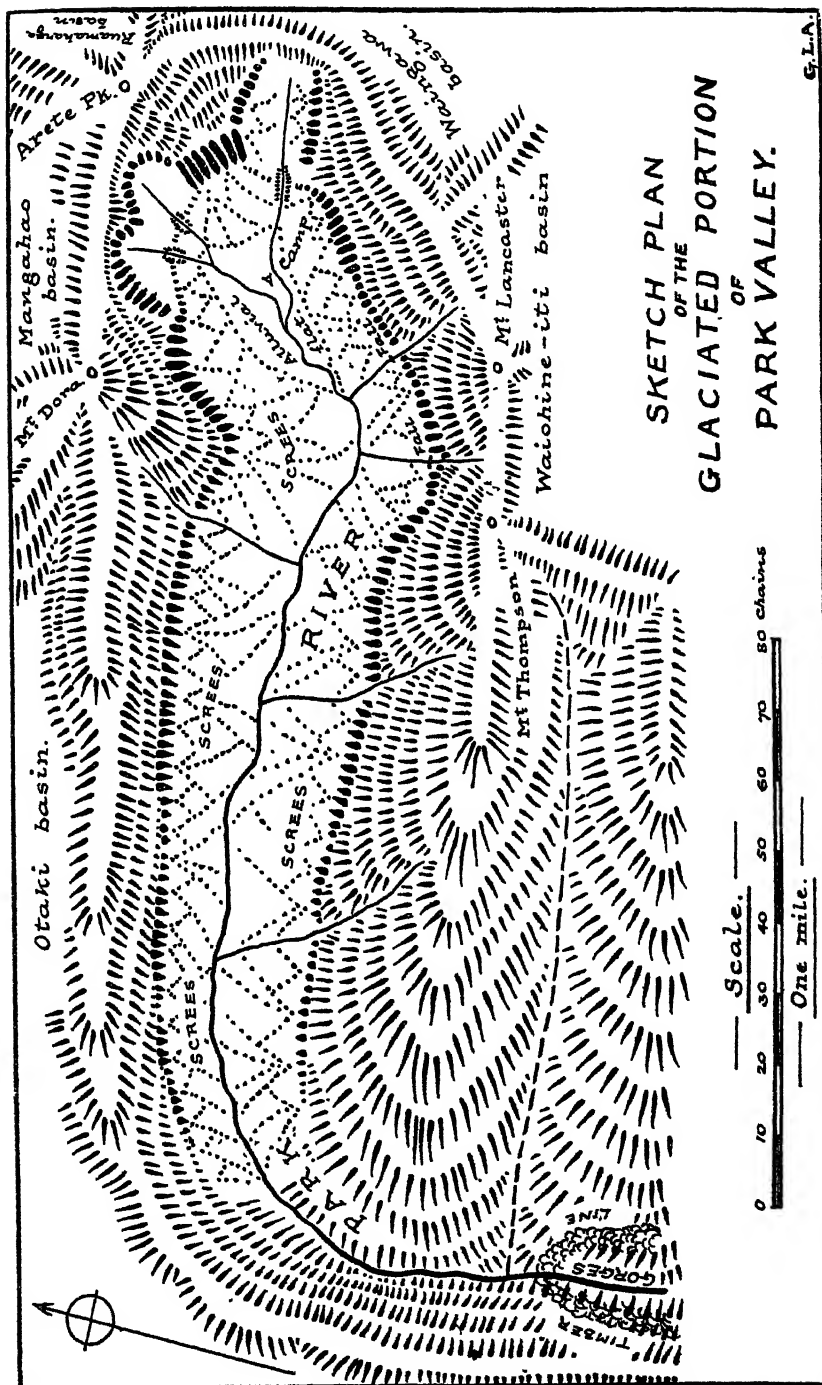 SKETCH PLAN
OF THE
GLACIATED PORTION
OF
PARK VALLEY.
Ruamahanga
basin
Arete Pk.
Waingawa
basin.
Mangahao
basin.
Mt. Dora
Alluvial
flat
Camp
Fall
Fall
Mt Lancaster
Waiohine-iti basin
Mt Thompson
Otaki basin.
SCREES
SCREES
SCREES
SCREES
PARK RIVER
TIMBER LINE
GORGES
0 10 20 30 40 50 60 70 80 chains
Scale.
One mile.
G.L.A.